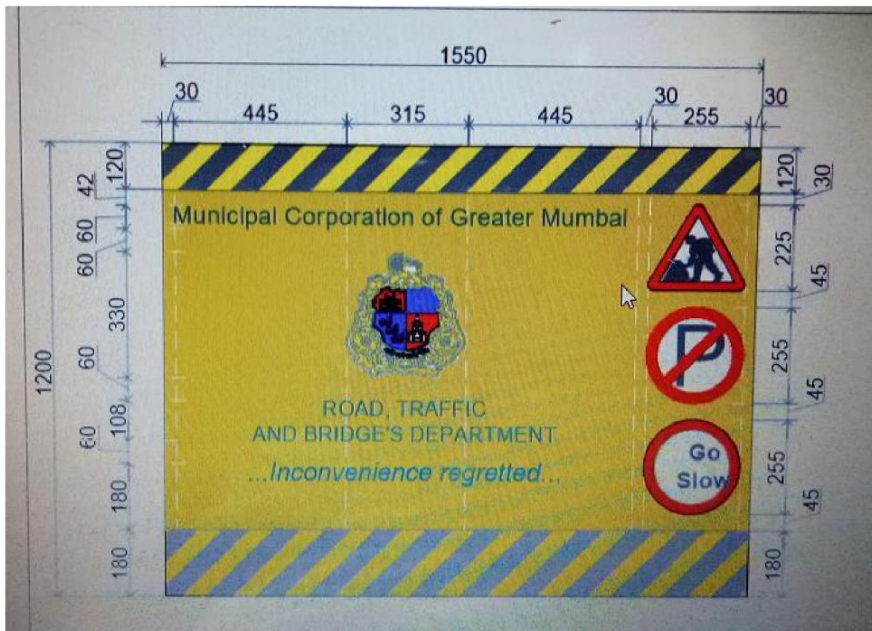 1550
30 30 30
445 315 445 255
120 120
42 30
Municipal Corporation of Greater Mumbai
60
60
225
45
330
1200
P
255
60
45
ROAD, TRAFFIC
108
AND BRIDGE'S DEPARTMENT
60
Go
Slow
255
...Inconvenience regretted...
180
45
180 180